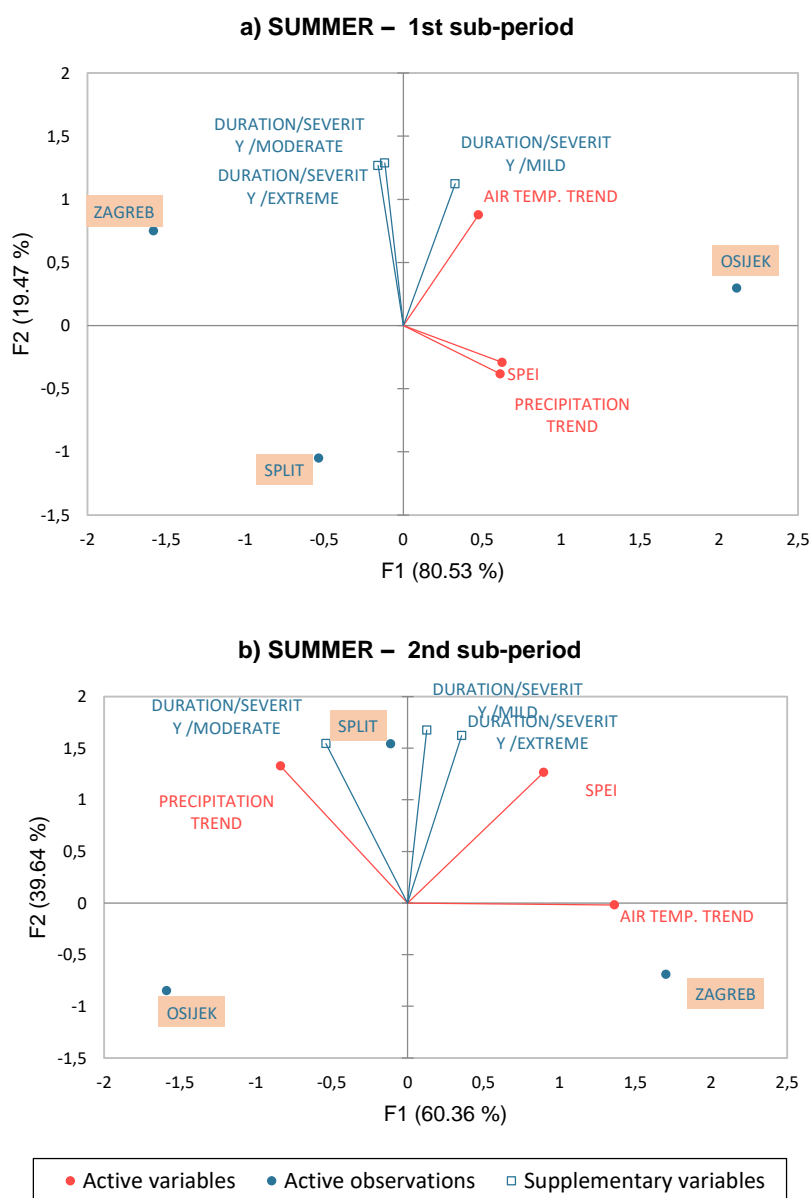 a) SUMMER – 1st sub-period
2
1,5
1
0,5
0
-0,5
-1
-1,5
F2 (19.47 %)
DURATION/SEVERIT
Y /MODERATE
DURATION/SEVERIT
Y /EXTREME
DURATION/SEVERIT
Y /MILD
AIR TEMP. TREND
ZAGREB
OSIJEK
SPEI
PRECIPITATION
TREND
SPLIT
-2
-1,5
-1
-0,5
0
0,5
1
1,5
2
2,5
F1 (80.53 %)
b) SUMMER – 2nd sub-period
2
1,5
1
0,5
0
-0,5
-1
-1,5
F2 (39.64 %)
DURATION/SEVERIT
Y /MODERATE
SPLIT
DURATION/SEVERIT
Y /MILD
DURATION/SEVERIT
Y /EXTREME
PRECIPITATION
TREND
SPEI
AIR TEMP. TREND
OSIJEK
ZAGREB
-2
-1,5
-1
-0,5
0
0,5
1
1,5
2
2,5
F1 (60.36 %)
Active variables
Active observations
Supplementary variables